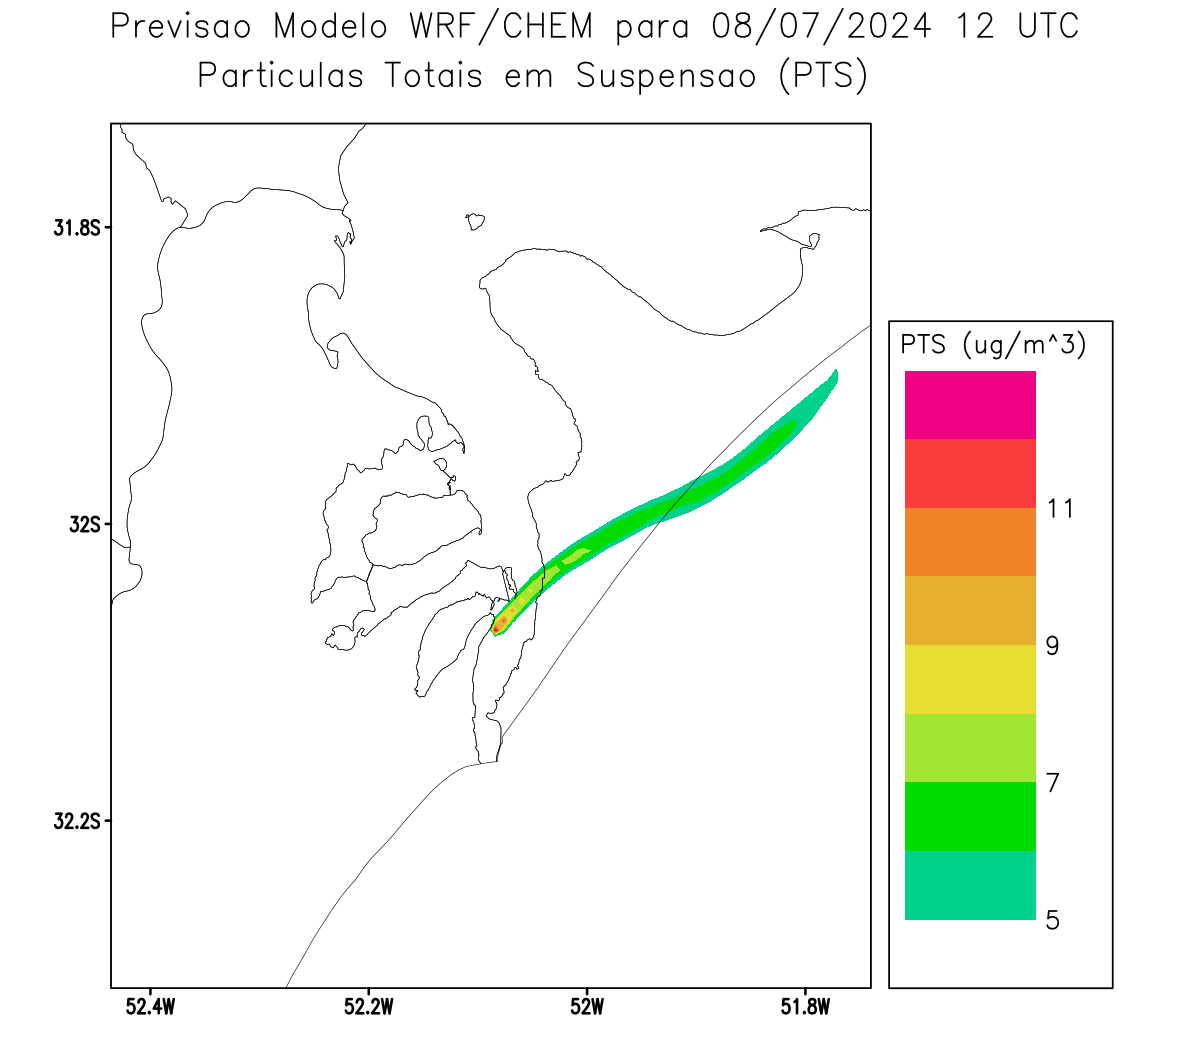 Previsao Modelo WRF/CHEM para 08/07/2024 12 UTC
Particulas Totais em Suspensao (PTS)
31.8S
32S
32.2S
52.4W
52.2W
52W
51.8W
PTS (ug/m^3)
11
9
7
5